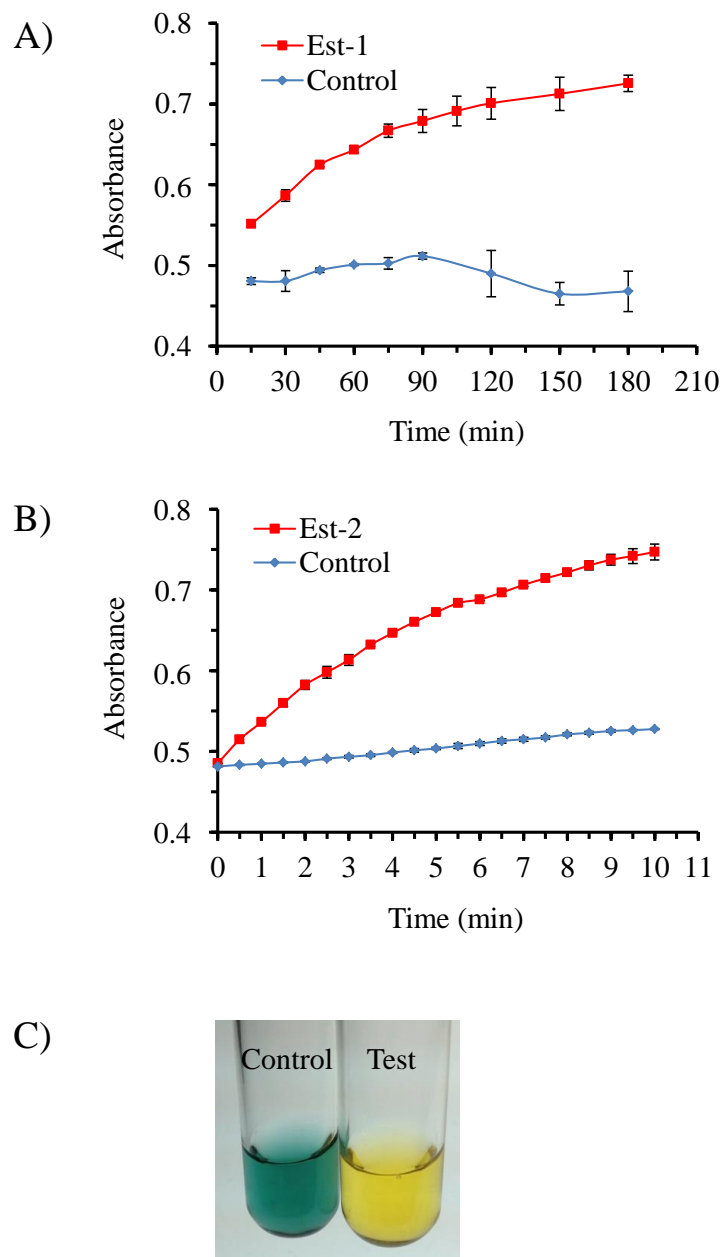 A)
Est-1
Control
Absorbance
0.8
0.7
0.6
0.5
0.4
0 30 60 90 120 150 180 210
Time (min)
B)
Est-2
Control
Absorbance
0.8
0.7
0.6
0.5
0.4
0 1 2 3 4 5 6 7 8 9 10 11
Time (min)
C)
Control Test